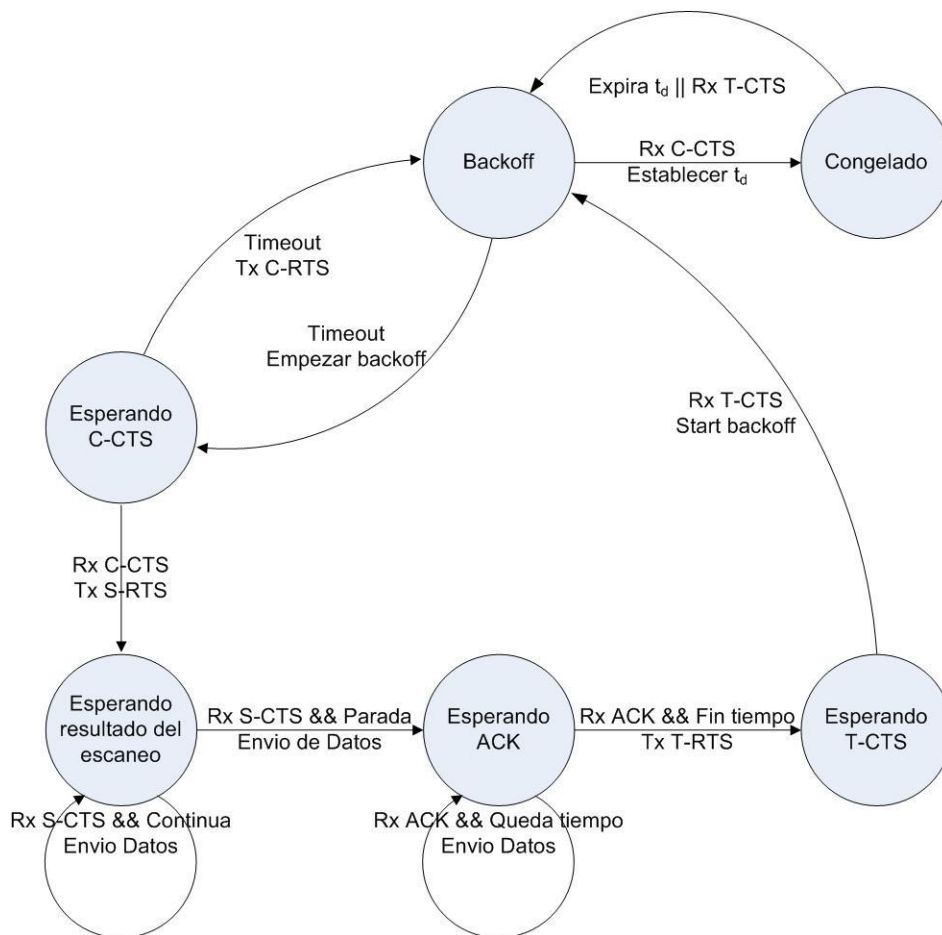 Expira td || Rx T-CTS
Backoff
Rx C-CTS
Establecer td
Congelado
Timeout
Tx C-RTS
Timeout
Empezar backoff
Esperando
C-CTS
Rx T-CTS
Start backoff
Rx C-CTS
Tx S-RTS
Esperando
resultado del
escaneo
Rx S-CTS && Parada
Envio de Datos
Esperando
ACK
Rx ACK && Fin tiempo
Tx T-RTS
Esperando
T-CTS
Rx S-CTS && Continua
Envio Datos
Rx ACK && Queda tiempo
Envio Datos